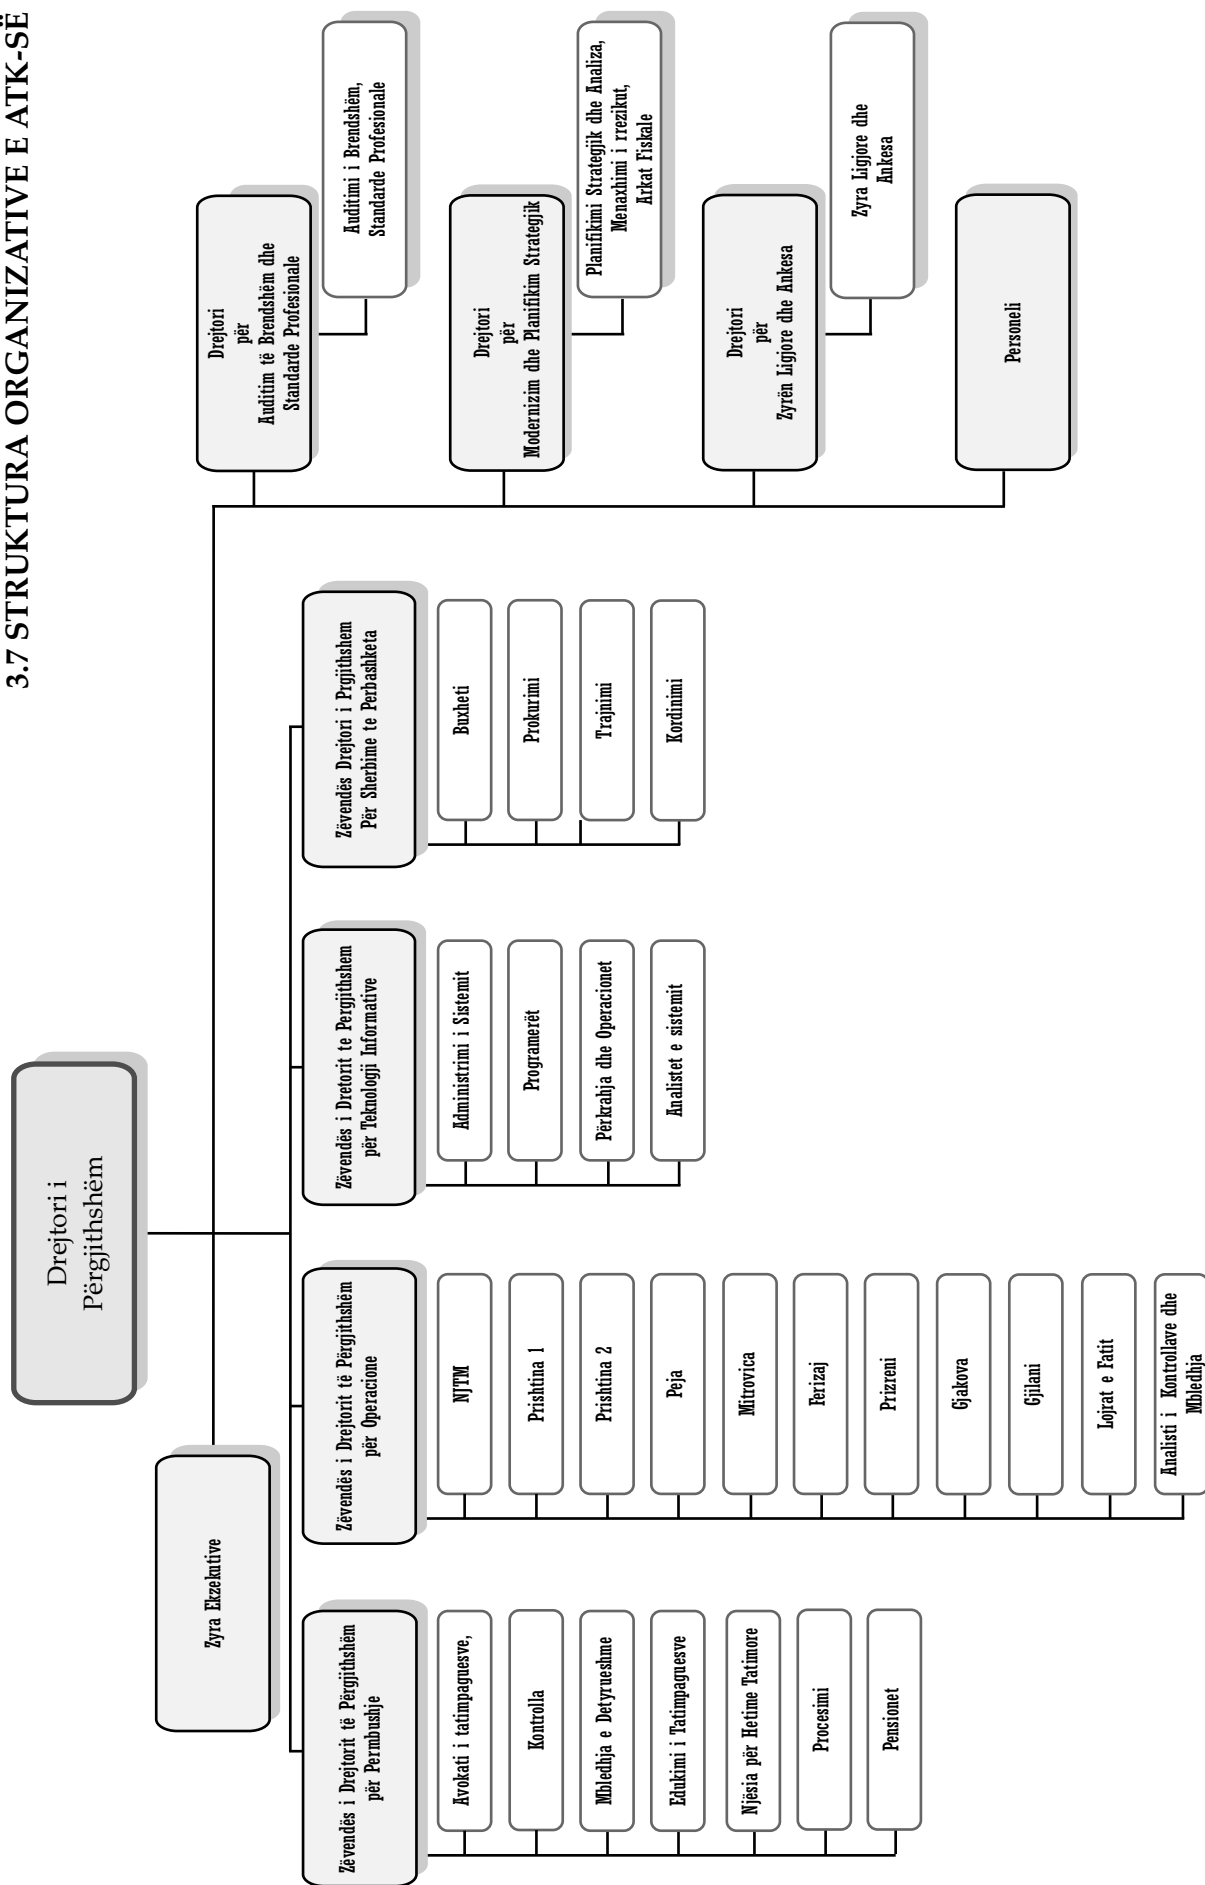 3.7 STRUKTURA ORGANIZATIVE E ATK-SË
Drejtori i
Përgjithshëm
Zyra Ekzekutive
Drejtori
për
Auditim të Brendshëm dhe
Standarde Profesionale
Auditimi i Brendshëm,
Standarde Profesionale
Drejtori
për
Modernizim dhe Planifikim Strategjik
Planifikimi Strategjik dhe Analiza,
Menaxhimi i rrezikut,
Arkat Fiskale
Drejtori
për
Zyrën Ligjore dhe Ankesa
Zyra Ligjore dhe
Ankesa
Personeli
Zëvendës i Drejtorit të Përgjithshëm
për Permbushje
Avokati i tatimpaguesve,
Kontrolla
Mbledhja e Detyrueshme
Edukimi i Tatimpaguesve
Njësia për Hetime Tatimore
Procesimi
Pensionet
Zëvendës i Drejtorit të Përgjithshëm
për Operacione
NJTM
Prishtina 1
Prishtina 2
Peja
Mitrovica
Ferizaj
Prizreni
Gjakova
Gjilani
Lojrat e Fatit
Analisti i Kontrollave dhe
Mbledhja
Zëvendës i Dretorit te Pergjithshem
për Teknologji Informative
Administrimi i Sistemit
Programerët
Përkrahja dhe Operacionet
Analistet e sistemit
Zëvendës Drejtori i Prgjithshem
Për Sherbime te Perbashketa
Buxheti
Prokurimi
Trajnimi
Kordinimi